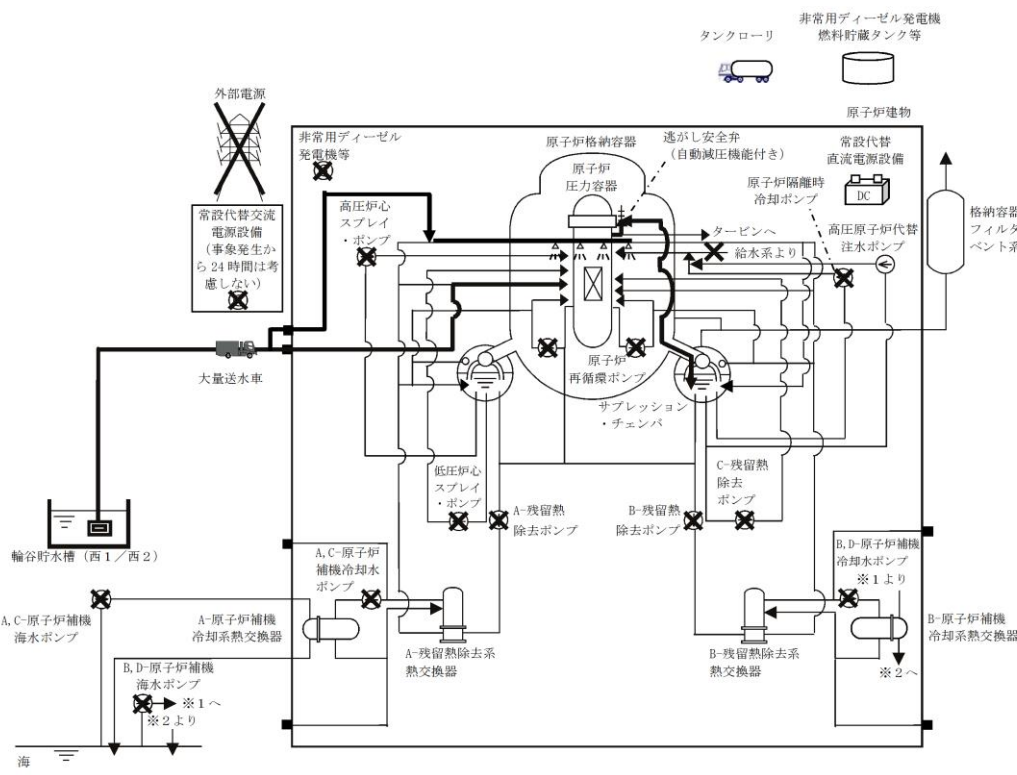 タンクローリ
非常用ディーゼル発電機
燃料貯蔵タンク等
外部電源
原子炉建物
非常用ディーゼル
発電機等
原子炉格納容器
原子炉
圧力容器
逃がし安全弁
(自動減圧機能付き)
常設代替
直流電源設備
DC
原子炉隔離時
冷却ポンプ
常設代替交流
電源設備
(事象発生か
ら24時間は考
慮しない)
高圧炉心
スプレイ
・ポンプ
タービンへ
給水系より
高圧原子炉代替
注水ポンプ
格納容器
フィルタ
ベント系
大量送水車
原子炉
再循環ポンプ
サプレッション
・チェンバ
低圧炉心
スプレイ
・ポンプ
A-残留熱
除去ポンプ
B-残留熱
除去ポンプ
C-残留熱
除去
ポンプ
輪谷貯水槽(西1/西2)
A,C-原子炉
補機冷却水
ポンプ
B,D-原子炉補機
冷却水ポンプ
※1より
A,C-原子炉補機
海水ポンプ
A-原子炉補機
冷却系熱交換器
B-原子炉補機
冷却系熱交換器
A-残留熱除去系
熱交換器
B-残留熱除去系
熱交換器
※2へ
B,D-原子炉補機
海水ポンプ
※1へ
※2より
海